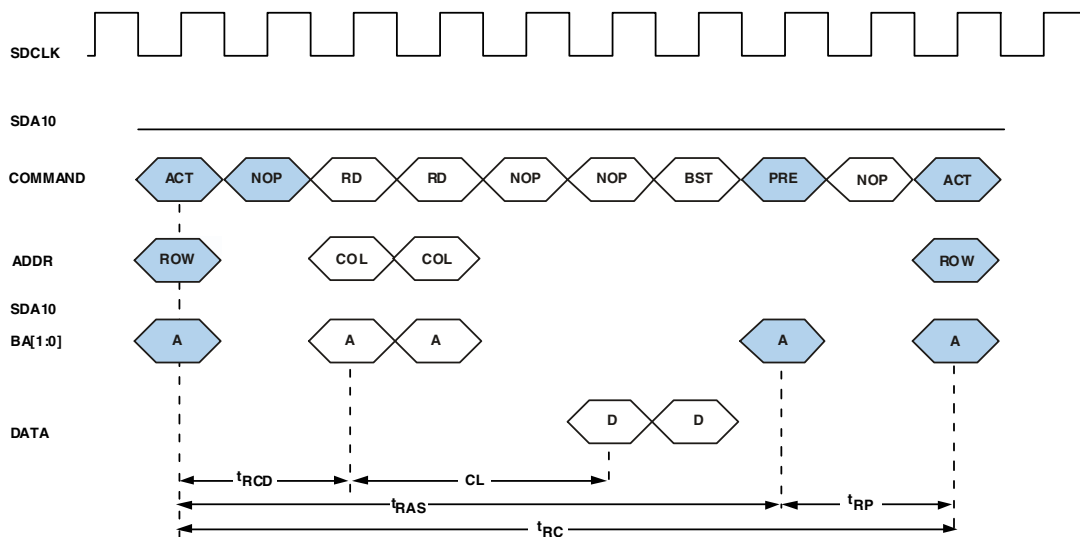 SDCLK
SDA10
COMMAND ACT NOP RD RD NOP NOP BST PRE NOP ACT
ADDR ROW COL COL ROW
SDA10
BA[1:0] A A A A A
DATA D D
tRCD CL
tRAS tRP
tRC